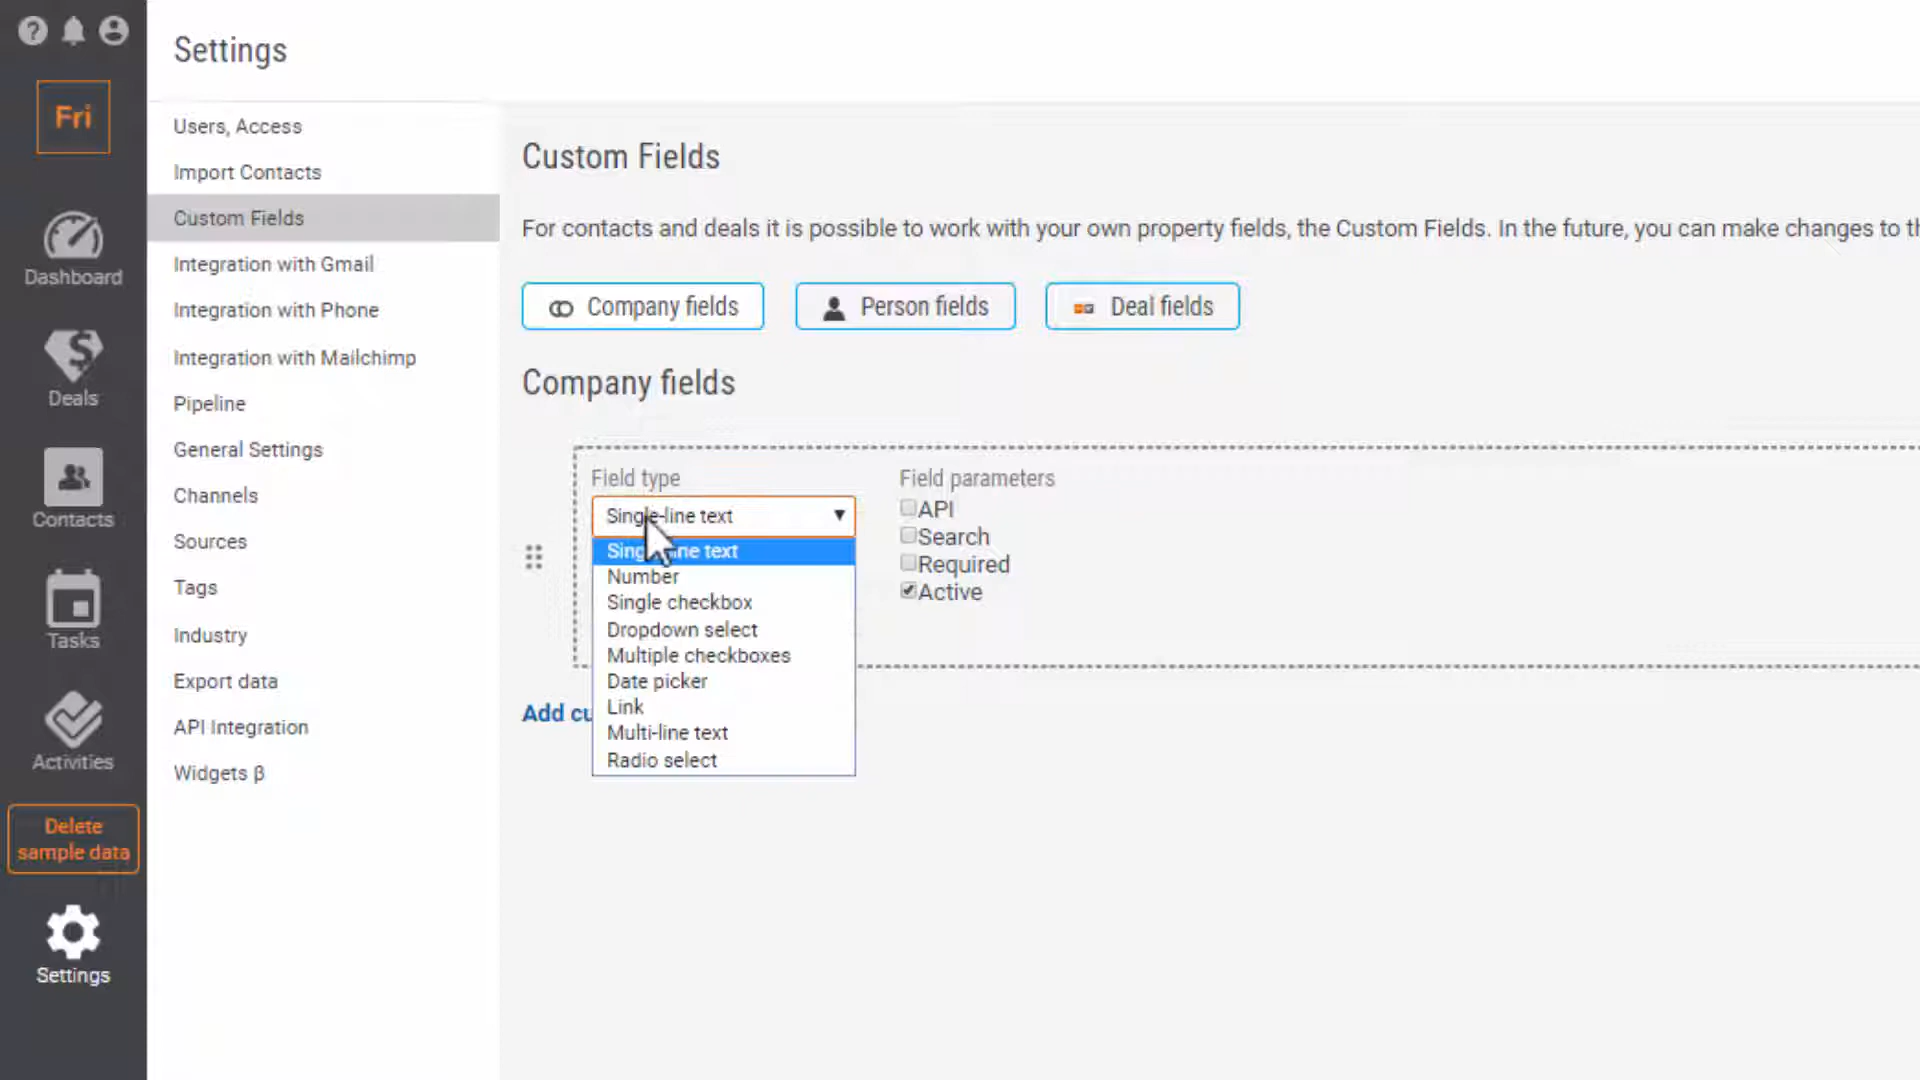 Settings
Fri
Dashboard
Deals
Contacts
Tasks
Activities
Delete
sample data
Settings
Users, Access
Import Contacts
Custom Fields
Integration with Gmail
Integration with Phone
Integration with Mailchimp
Pipeline
General Settings
Channels
Sources
Tags
Industry
Export data
API Integration
Widgets β
Custom Fields
For contacts and deals it is possible to work with your own property fields, the Custom Fields. In the future, you can make changes to
Company fields
Person fields
Deal fields
Company fields
Field type
Single-line text
Single-line text
Number
Single checkbox
Dropdown select
Multiple checkboxes
Date picker
Link
Multi-line text
Radio select
Field parameters
API
Search
Required
Active
Add